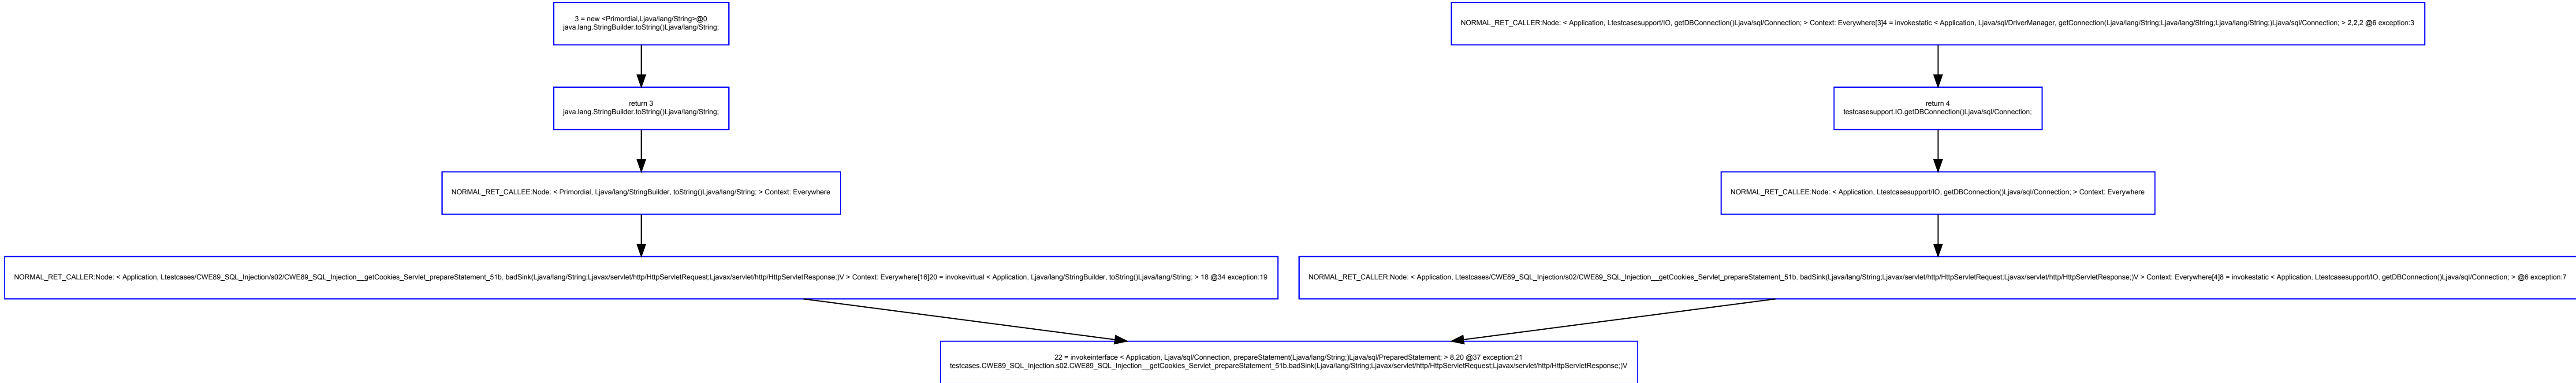 3 = new <Primordial,Ljava/lang/String>@0
java.lang.StringBuilder.toString()Ljava/lang/String;
NORMAL_RET_CALLER:Node: < Application, Ltestcasesupport/IO, getDBConnection()Ljava/sql/Connection; > Context: Everywhere[3]4 = invokestatic < Application, Ljava/sql/DriverManager, getConnection(Ljava/lang/String;Ljava/lang/String;Ljava/lang/String;)Ljava/sql/Connection; > 2,2,2 @6 exception:3
return 3
java.lang.StringBuilder.toString()Ljava/lang/String;
return 4
testcasesupport.IO.getDBConnection()Ljava/sql/Connection;
NORMAL_RET_CALLEE:Node: < Primordial, Ljava/lang/StringBuilder, toString()Ljava/lang/String; > Context: Everywhere
NORMAL_RET_CALLEE:Node: < Application, Ltestcasesupport/IO, getDBConnection()Ljava/sql/Connection; > Context: Everywhere
NORMAL_RET_CALLER:Node: < Application, Ltestcases/CWE89_SQL_Injection/s02/CWE89_SQL_Injection__getCookies_Servlet_prepareStatement_51b, badSink(Ljava/lang/String;Ljavax/servlet/http/HttpServletRequest;Ljavax/servlet/http/HttpServletResponse;)V > Context: Everywhere[16]20 = invokevirtual < Application, Ljava/lang/StringBuilder, toString()Ljava/lang/String; > 18 @34 exception:19
NORMAL_RET_CALLER:Node: < Application, Ltestcases/CWE89_SQL_Injection/s02/CWE89_SQL_Injection__getCookies_Servlet_prepareStatement_51b, badSink(Ljava/lang/String;Ljavax/servlet/http/HttpServletRequest;Ljavax/servlet/http/HttpServletResponse;)V > Context: Everywhere[4]8 = invokestatic < Application, Ltestcasesupport/IO, getDBConnection()Ljava/sql/Connection; > @6 exception:7
22 = invokeinterface < Application, Ljava/sql/Connection, prepareStatement(Ljava/lang/String;)Ljava/sql/PreparedStatement; > 8,20 @37 exception:21
testcases.CWE89_SQL_Injection.s02.CWE89_SQL_Injection__getCookies_Servlet_prepareStatement_51b.badSink(Ljava/lang/String;Ljavax/servlet/http/HttpServletRequest;Ljavax/servlet/http/HttpServletResponse;)V